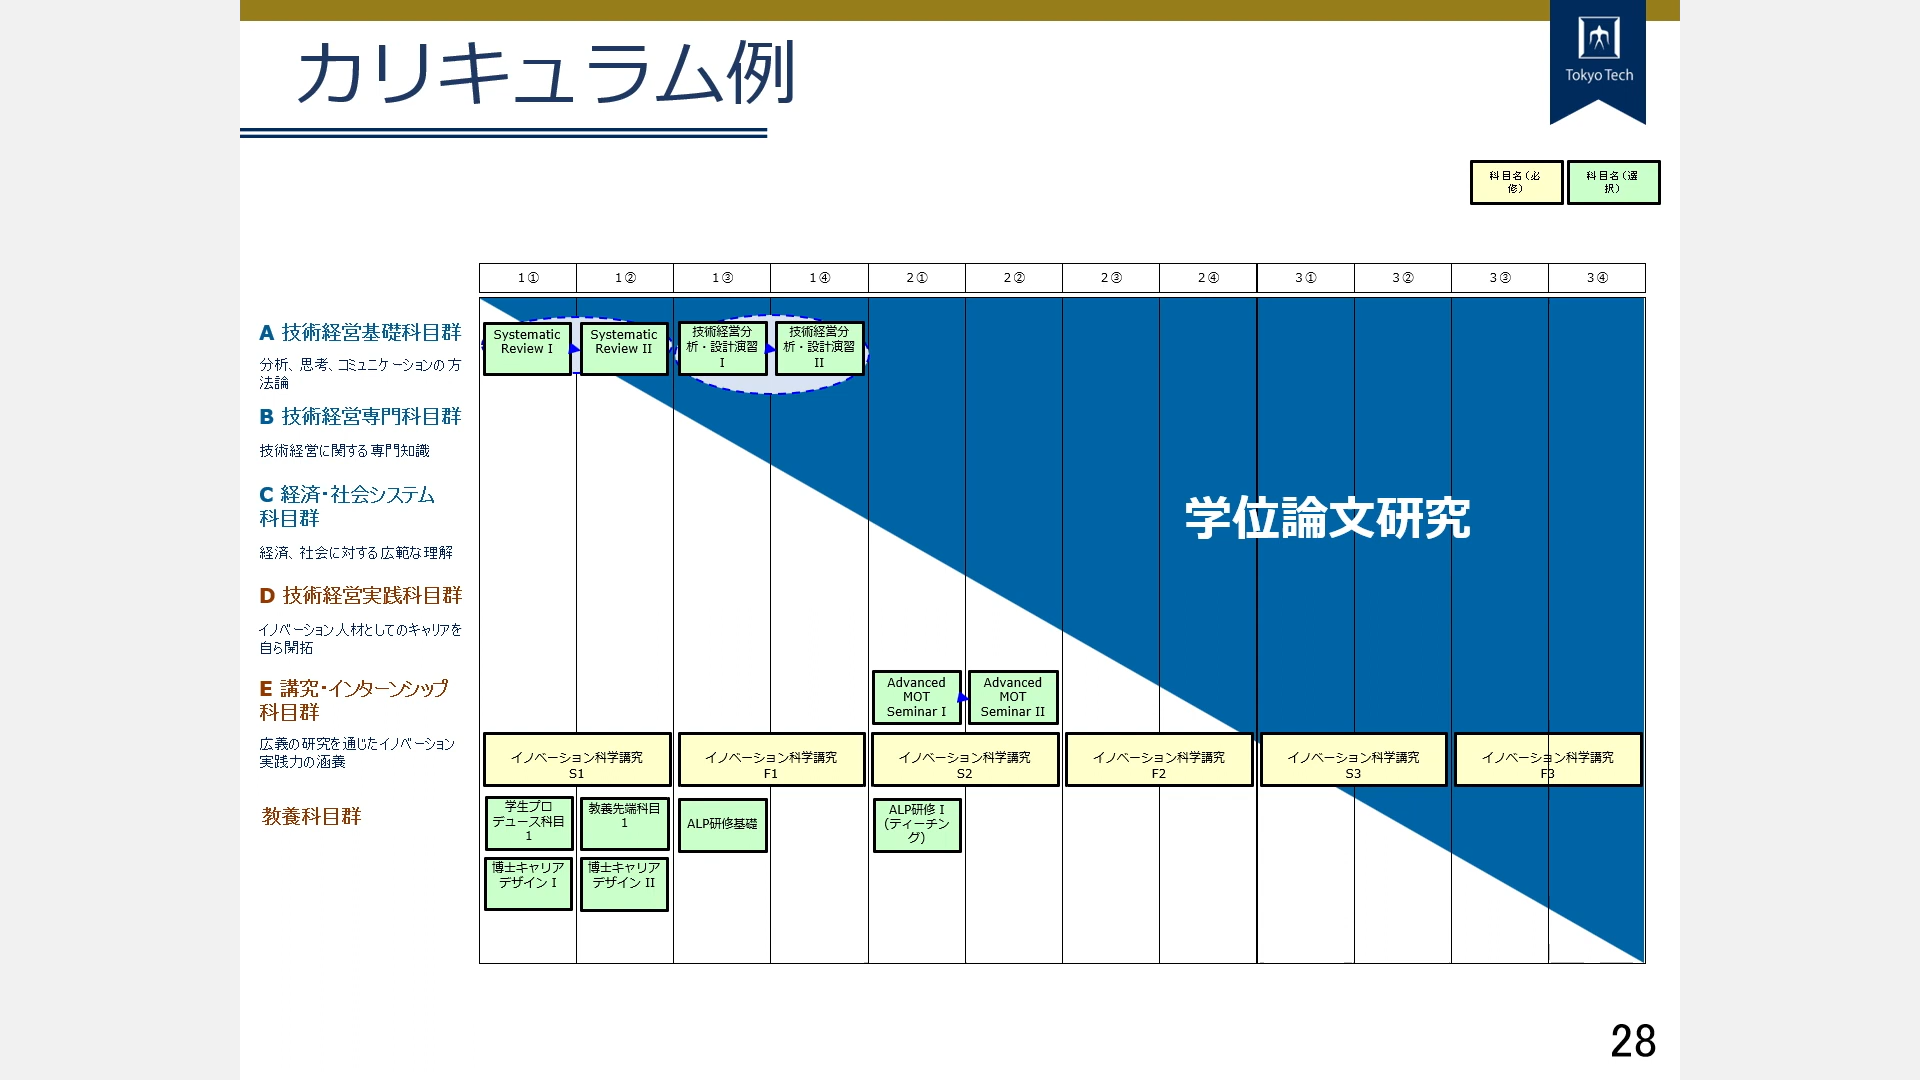 カリキュラム例
Tokyo Tech
科目名（必
修）
科目名（選
択）
1① 1② 1③ 1④ 2① 2② 2③ 2④ 3① 3② 3③ 3④
A 技術経営基礎科目群
分析、思考、コミュニケーションの方
法論
Systematic
Review I
Systematic
Review II
技術経営分
析・設計演習
I
技術経営分
析・設計演習
II
B 技術経営専門科目群
技術経営に関する専門知識
C 経済・社会システム
科目群
経済、社会に対する広範な理解
学位論文研究
D 技術経営実践科目群
イノベーション人材としてのキャリアを
自ら開拓
E 講究・インターンシップ
科目群
広義の研究を通じたイノベーション
実践力の涵養
Advanced
MOT
Seminar I
Advanced
MOT
Seminar II
イノベーション科学講究
S1
イノベーション科学講究
F1
イノベーション科学講究
S2
イノベーション科学講究
F2
イノベーション科学講究
S3
イノベーション科学講究
F3
教養科目群
学生プロ
デュース科目
1
教養先端科目
1
ALP研修基礎
ALP研修 I
(ティーチン
グ)
博士キャリア
デザイン I
博士キャリア
デザイン II
28